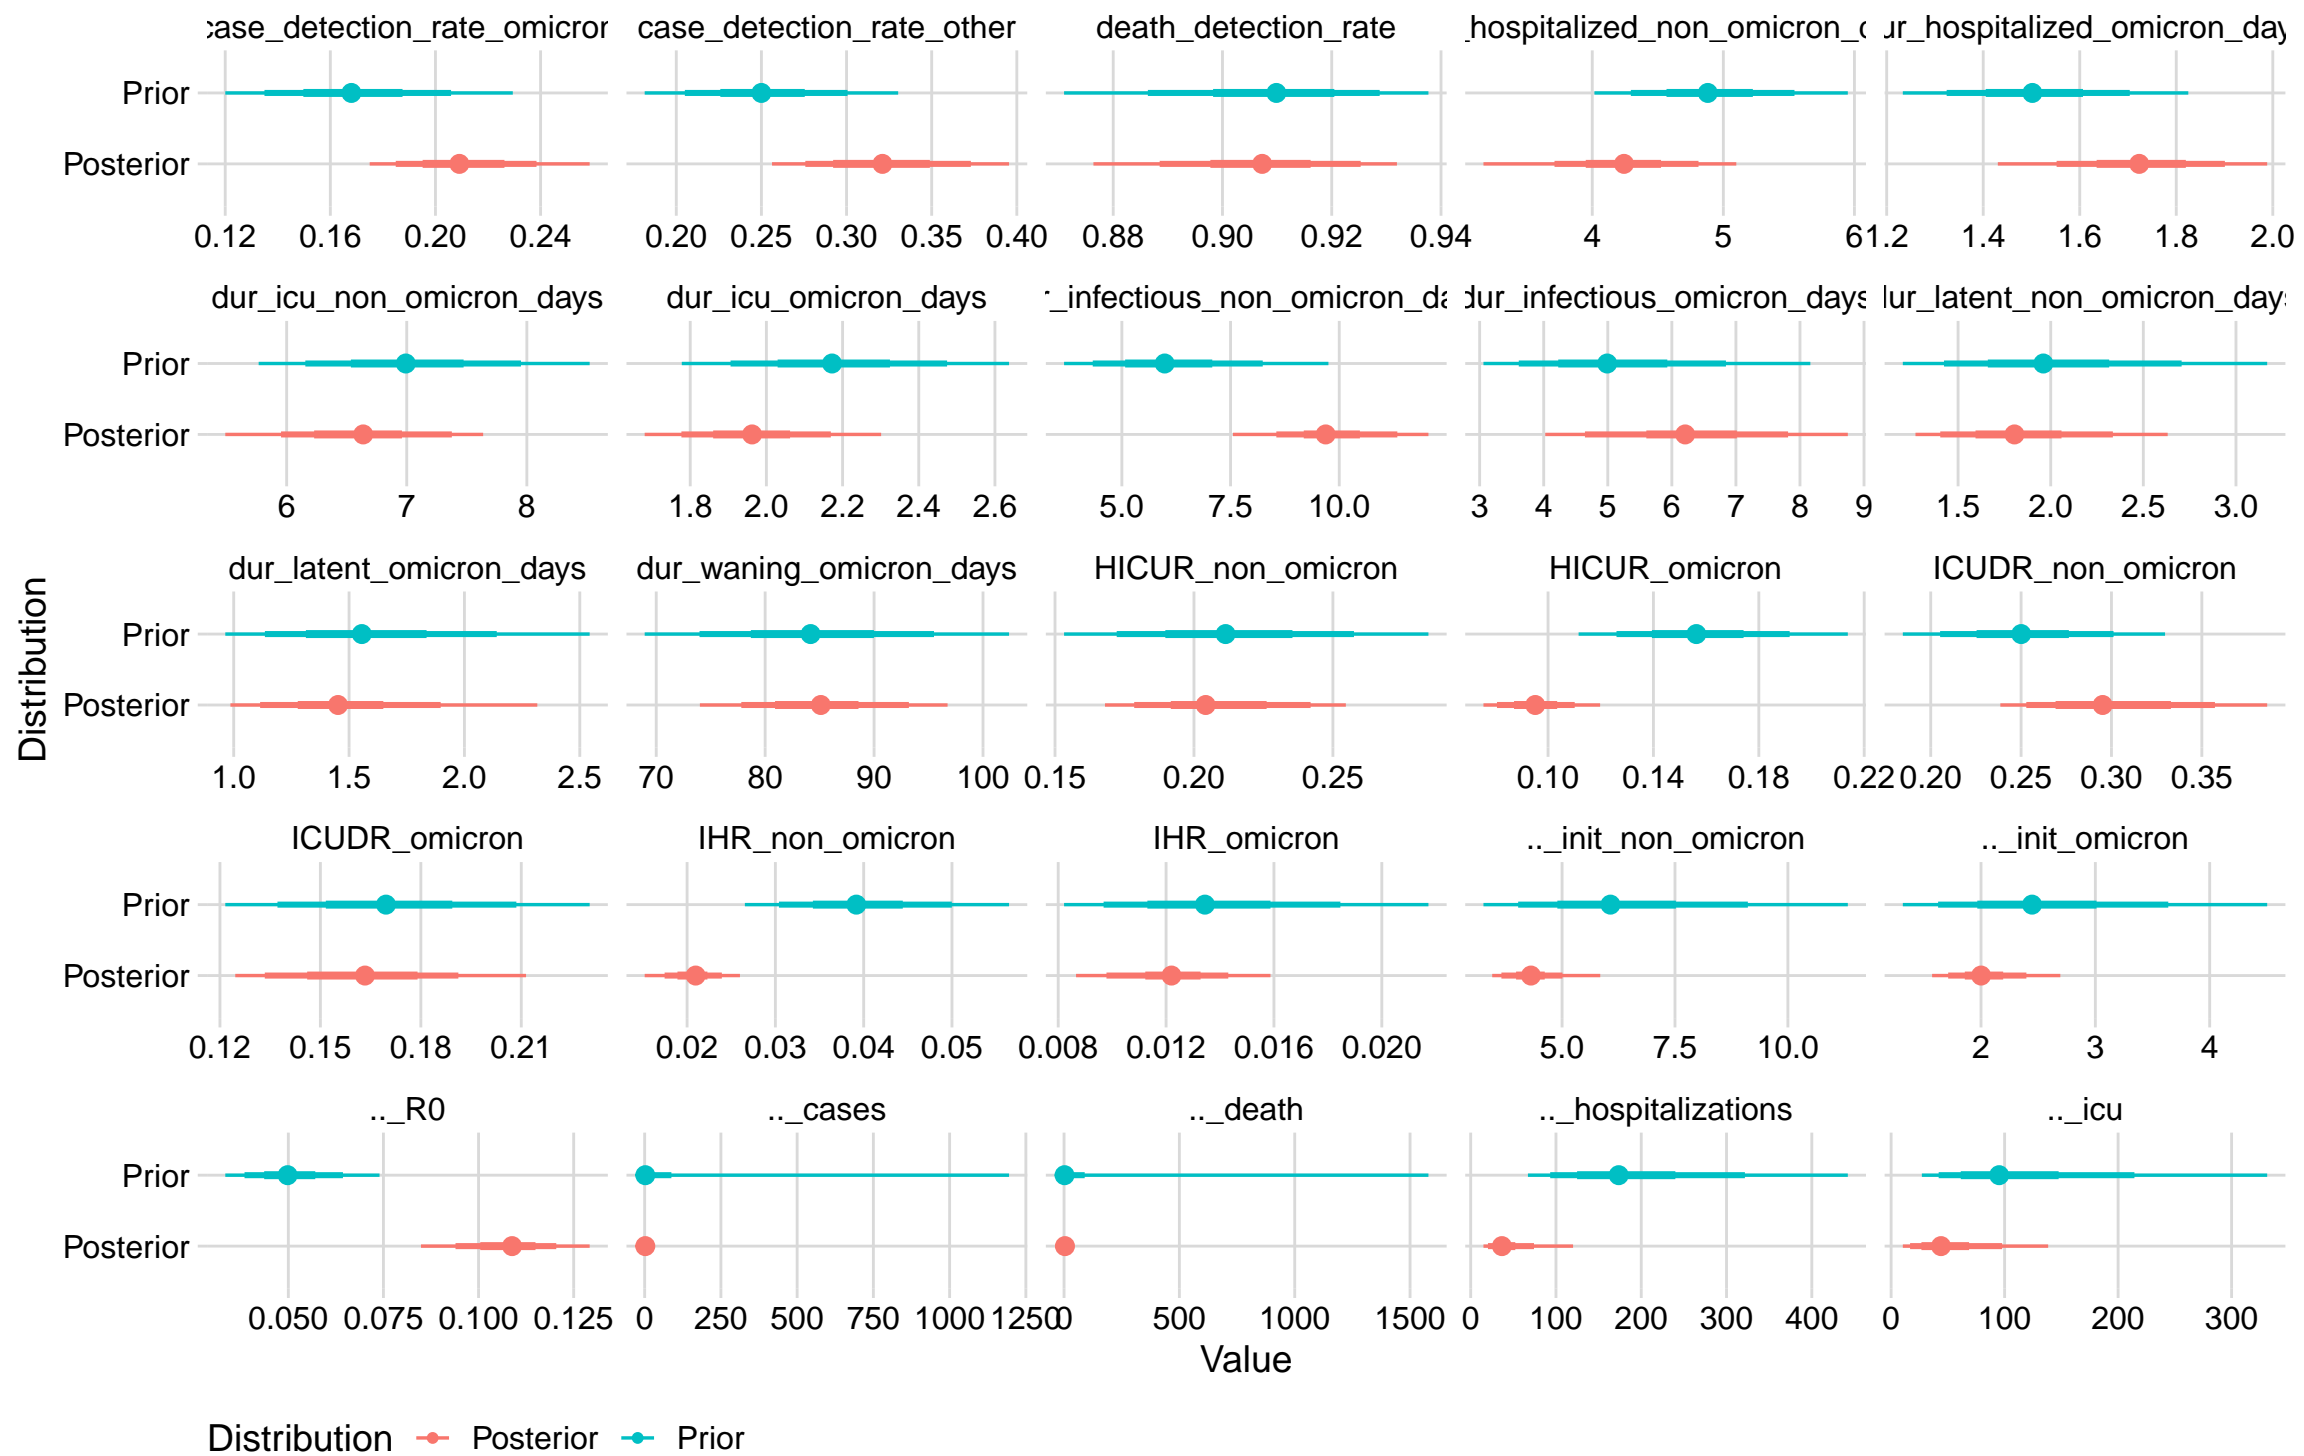 case_detection_rate_omicron case_detection_rate_other death_detection_rate _hospitalized_non_omicron_d ur_hospitalized_omicron_day
Prior
Posterior
0.12 0.16 0.20 0.24 0.20 0.25 0.30 0.35 0.40 0.88 0.90 0.92 0.94 4 5 6 1.2 1.4 1.6 1.8 2.0
dur_icu_non_omicron_days dur_icu_omicron_days r_infectious_non_omicron_da dur_infectious_omicron_days dur_latent_non_omicron_days
Prior
Posterior
6 7 8 1.8 2.0 2.2 2.4 2.6 5.0 7.5 10.0 3 4 5 6 7 8 9 1.5 2.0 2.5 3.0
dur_latent_omicron_days dur_waning_omicron_days HICUR_non_omicron HICUR_omicron ICUDR_non_omicron
Prior
Posterior
1.0 1.5 2.0 2.5 70 80 90 100 0.15 0.20 0.25 0.10 0.14 0.18 0.22 0.20 0.25 0.30 0.35
ICUDR_omicron IHR_non_omicron IHR_omicron .._init_non_omicron .._init_omicron
Prior
Posterior
0.12 0.15 0.18 0.21 0.02 0.03 0.04 0.05 0.008 0.012 0.016 0.020 5.0 7.5 10.0 2 3 4
.._R0 .._cases .._death .._hospitalizations .._icu
Prior
Posterior
0.050 0.075 0.100 0.125 0 250 500 750 1000 1250 0 500 1000 1500 0 100 200 300 400 0 100 200 300
Distribution
Value
Distribution Posterior Prior